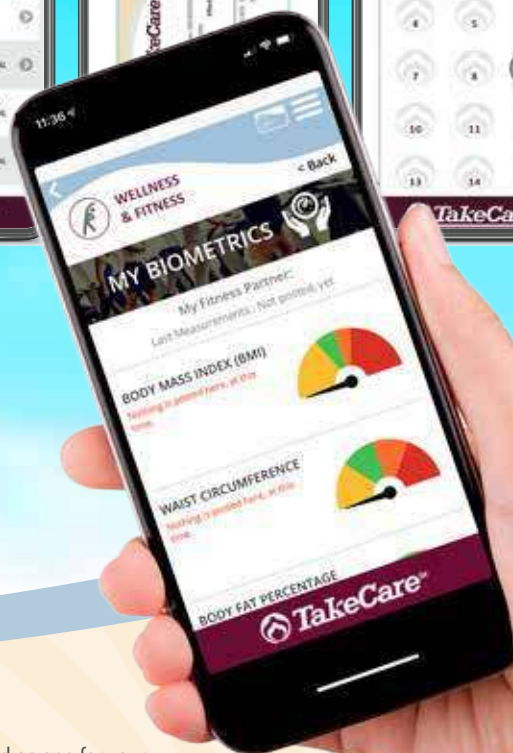 4 5
7 8
10 11
13 14
TakeCa
11:36
WELLNESS
& FITNESS
< Back
MY BIOMETRICS
My Fitness Partner:
Last Measurements : Not posted, yet
BODY MASS INDEX (BMI)
Nothing is posted here, at this
time.
WAIST CIRCUMFERENCE
Nothing is posted here, at this
time.
BODY FAT PERCENTAGE
TakeCare